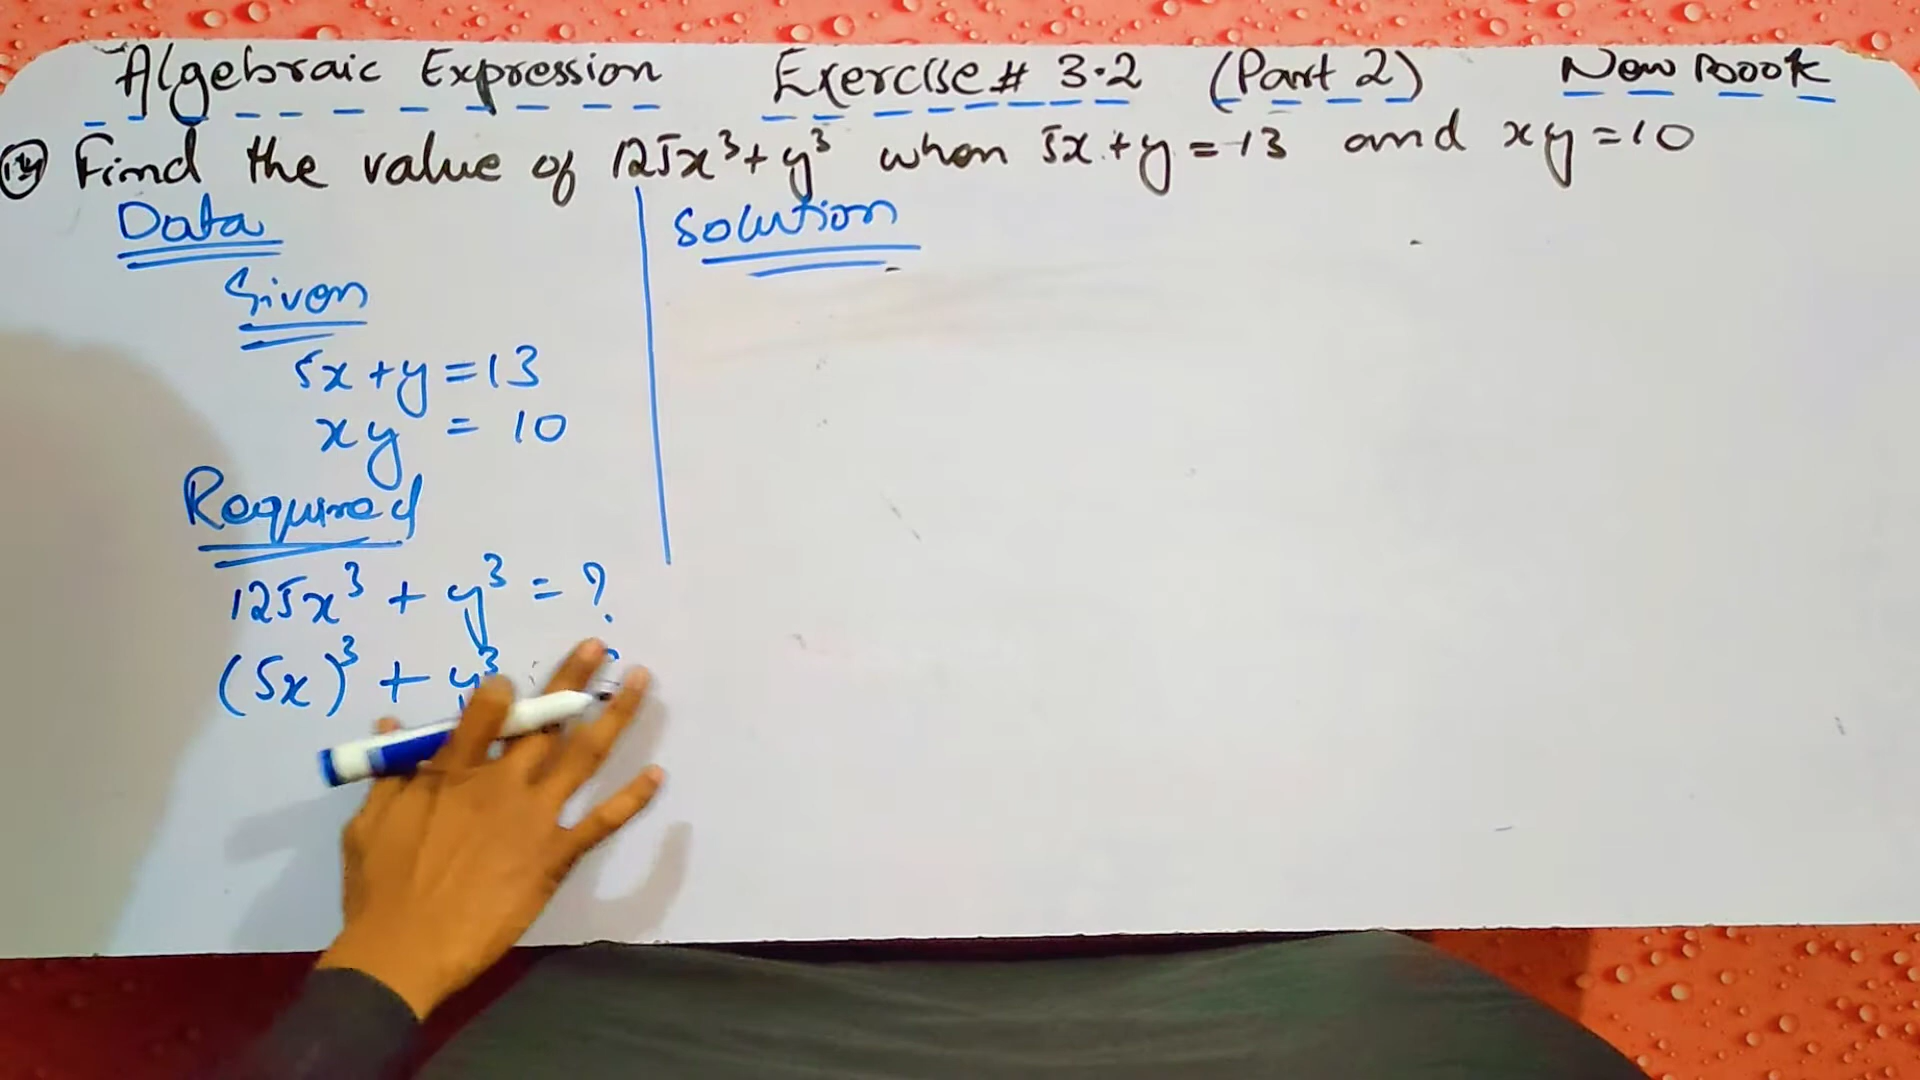 Algebraic Expression Exercise # 3.2 (Part 2) New Book
Find the value of 125x³ + y³ when 5x + y = 13 and xy = 10
Data
Given
5x + y = 13
xy = 10
Required
125x³ + y³ = ?
(5x)³ + y³
Solution